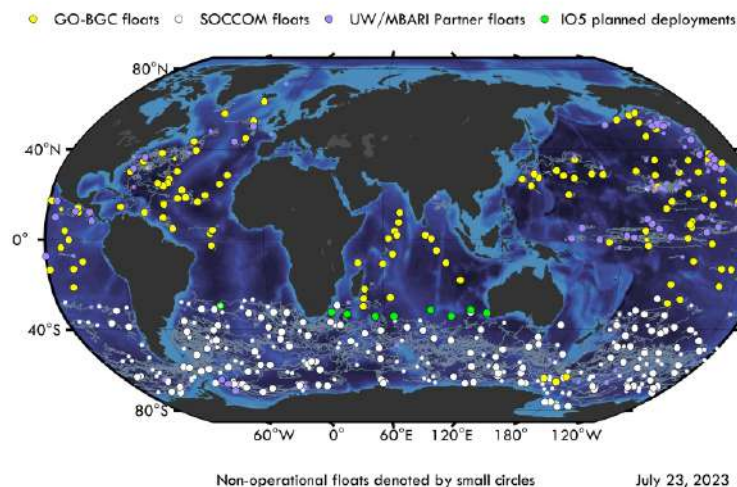 GO-BGC floats SOCCOM floats UW/MBARI Partner floats IO5 planned deployments
80°N
40°N
0°
40°S
80°S
60°W 0° 60°E 120°E 180° 120°W
Non-operational floats denoted by small circles July 23, 2023